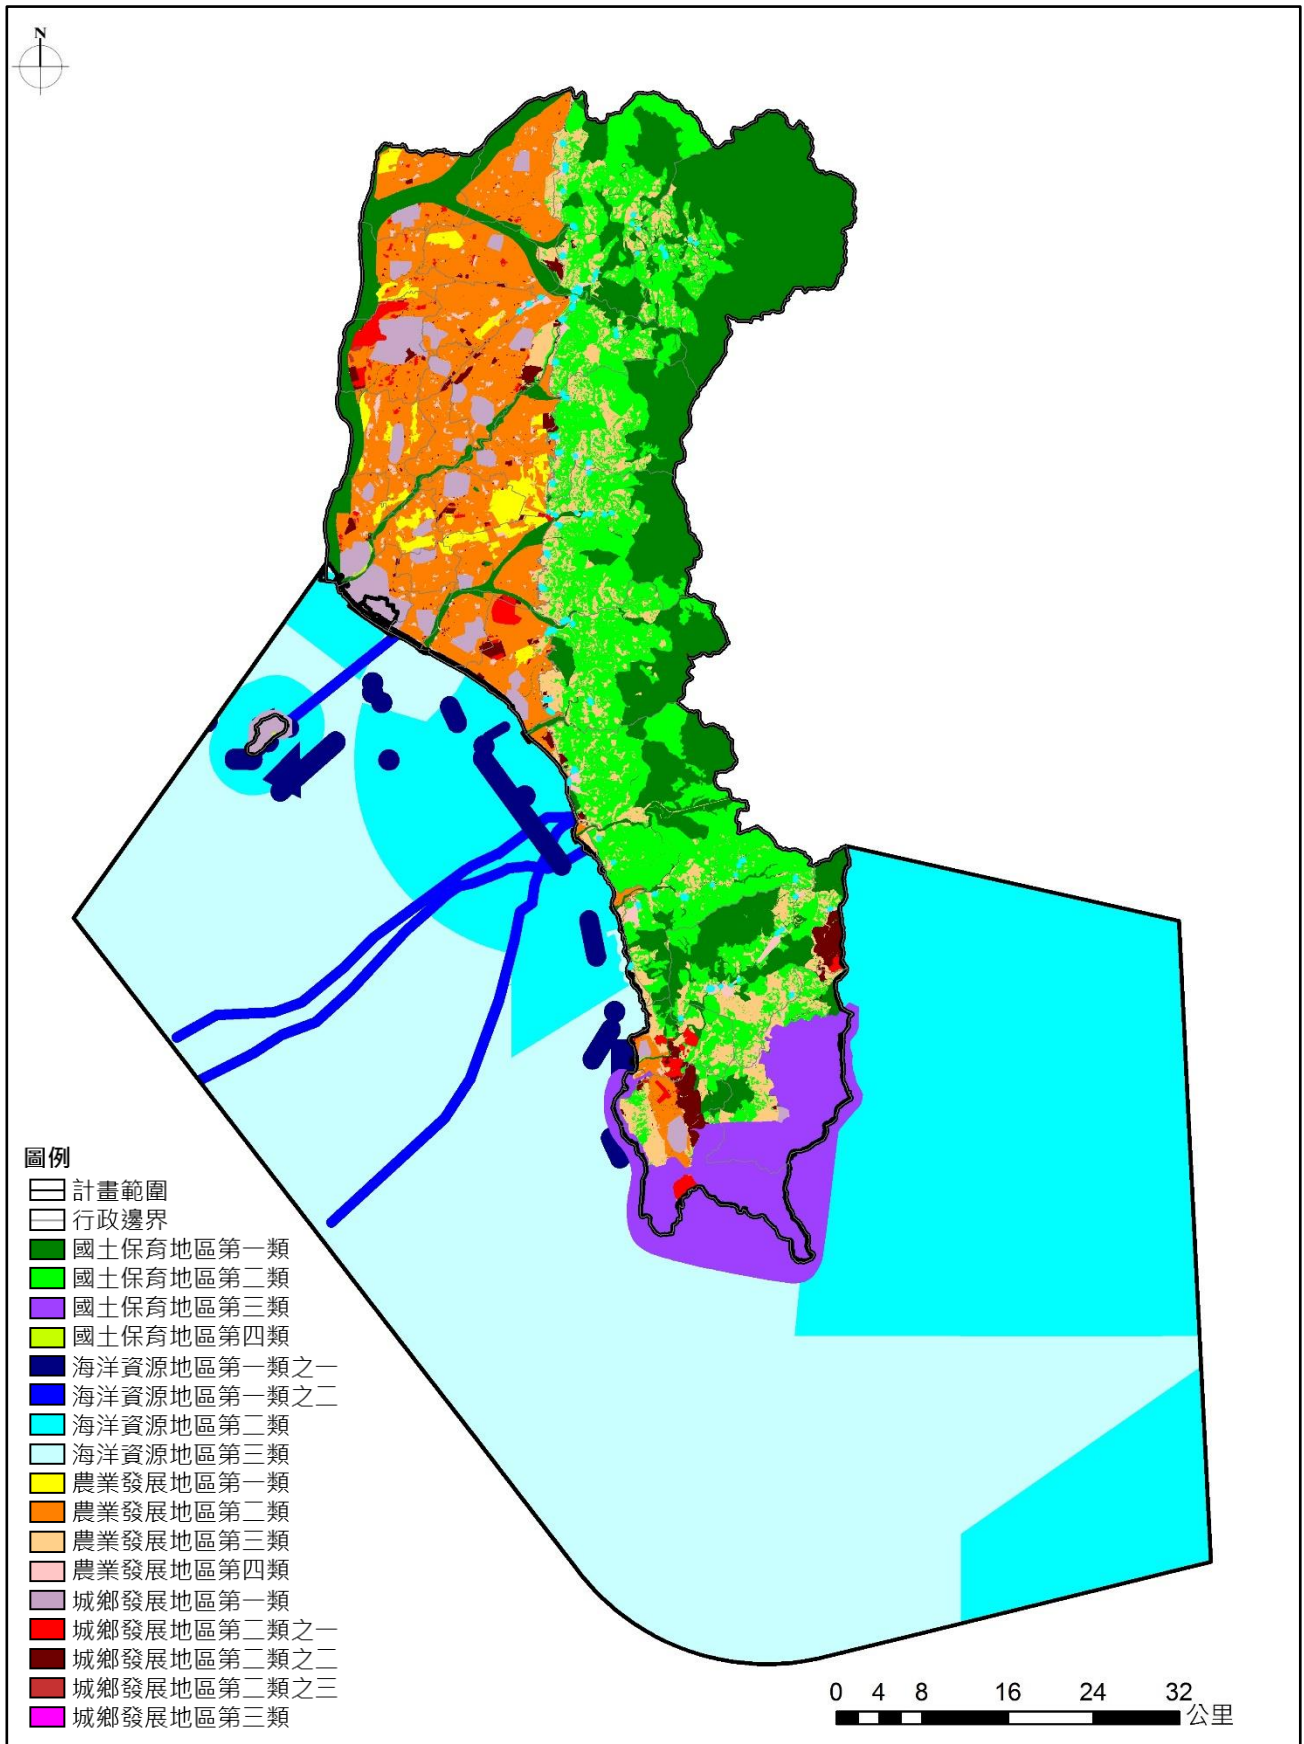 N
圖例
計畫範圍
行政邊界
國土保育地區第一類
國土保育地區第二類
國土保育地區第三類
國土保育地區第四類
海洋資源地區第一類之一
海洋資源地區第一類之二
海洋資源地區第二類
海洋資源地區第三類
農業發展地區第一類
農業發展地區第二類
農業發展地區第三類
農業發展地區第四類
城鄉發展地區第一類
城鄉發展地區第二類之一
城鄉發展地區第二類之二
城鄉發展地區第二類之三
城鄉發展地區第三類
0 4 8 16 24 32
公里